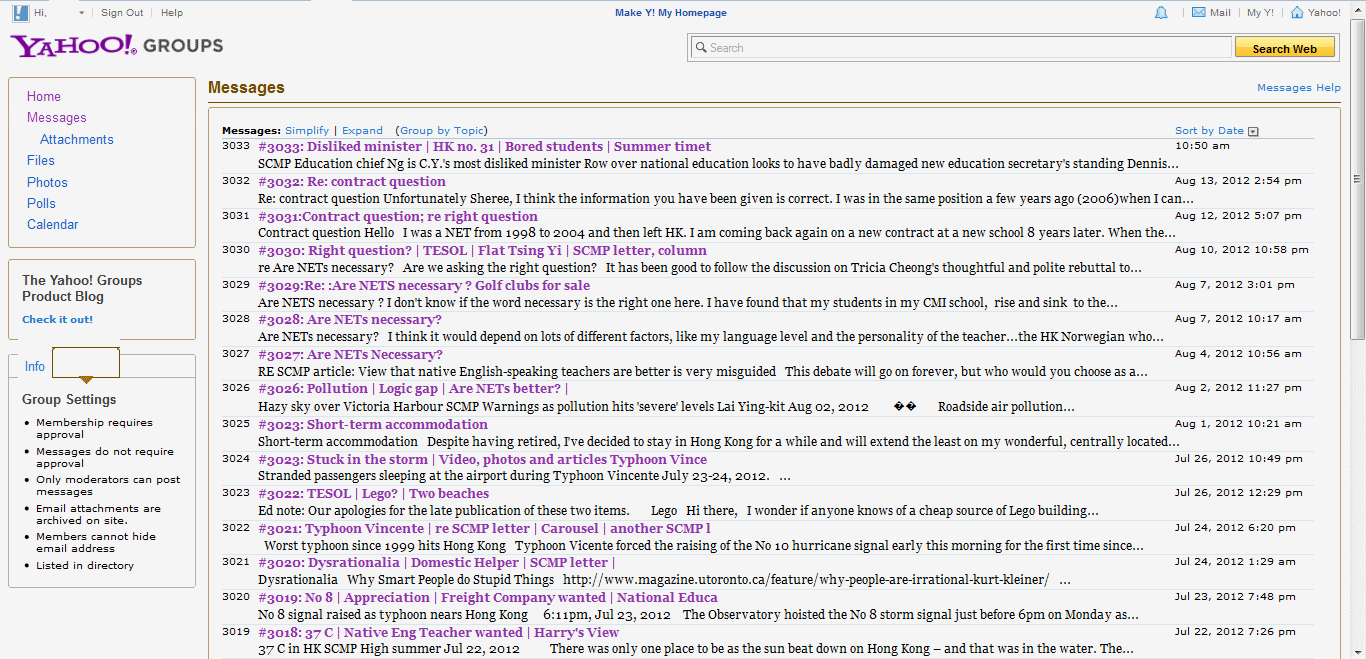 Hi, Sign Out | Help Make Y! My Homepage Mail | My Y! | Yahoo!
YAHOO! GROUPS
Search Search Web
Home
Messages
Attachments
Files
Photos
Polls
Calendar
The Yahoo! Groups
Product Blog
Check it out!
Info
Group Settings
Membership requires
approval
Messages do not require
approval
Only moderators can post
messages
Email attachments are
archived on site.
Members cannot hide
email address
Listed in directory
Messages Messages Help
Messages: Simplify | Expand (Group by Topic) Sort by Date
3033 #3033: Disliked minister | HK no. 31 | Bored students | Summer timet 10:50 am
SCMP Education chief Ng is C.Y.'s most disliked minister Row over national education looks to have badly damaged new education secretary's standing Dennis...
3032 #3032: Re: contract question Aug 13, 2012 2:54 pm
Re: contract question Unfortunately Sheree, I think the information you have been given is correct. I was in the same position a few years ago (2006)when I can...
3031 #3031:Contract question; re right question Aug 12, 2012 5:07 pm
Contract question Hello I was a NET from 1998 to 2004 and then left HK. I am coming back again on a new contract at a new school 8 years later. When the...
3030 #3030: Right question? | TESOL | Flat Tsing Yi | SCMP letter, column Aug 10, 2012 10:58 pm
re Are NETs necessary? Are we asking the right question? It has been good to follow the discussion on Tricia Cheong's thoughtful and polite rebuttal to...
3029 #3029:Re: :Are NETS necessary ? Golf clubs for sale Aug 7, 2012 3:01 pm
Are NETS necessary ? I don't know if the word necessary is the right one here. I have found that my students in my CMI school, rise and sink to the...
3028 #3028: Are NETs necessary? Aug 7, 2012 10:17 am
Are NETs necessary? I think it would depend on lots of different factors, like my language level and the personality of the teacher...the HK Norwegian who...
3027 #3027: Are NETs Necessary? Aug 4, 2012 10:56 am
RE SCMP article: View that native English-speaking teachers are better is very misguided This debate will go on forever, but who would you choose as a...
3026 #3026: Pollution | Logic gap | Are NETs better? | Aug 2, 2012 11:27 pm
Hazy sky over Victoria Harbour SCMP Warnings as pollution hits 'severe' levels Lai Ying-kit Aug 02, 2012 �� Roadside air pollution...
3025 #3023: Short-term accommodation Aug 1, 2012 10:21 am
Short-term accommodation Despite having retired, I've decided to stay in Hong Kong for a while and will extend the least on my wonderful, centrally located...
3024 #3023: Stuck in the storm | Video, photos and articles Typhoon Vince Jul 26, 2012 10:49 pm
Stranded passengers sleeping at the airport during Typhoon Vincente July 23-24, 2012. ...
3023 #3022: TESOL | Lego? | Two beaches Jul 26, 2012 12:29 pm
Ed note: Our apologies for the late publication of these two items. Lego Hi there, I wonder if anyone knows of a cheap source of Lego building...
3022 #3021: Typhoon Vincente | re SCMP letter | Carousel | another SCMP l Jul 24, 2012 6:20 pm
Worst typhoon since 1999 hits Hong Kong Typhoon Vicente forced the raising of the No 10 hurricane signal early this morning for the first time since...
3021 #3020: Dysrationalia | Domestic Helper | SCMP letter | Jul 24, 2012 1:29 am
Dysrationalia Why Smart People do Stupid Things http://www.magazine.utoronto.ca/feature/why-people-are-irrational-kurt-kleiner/ ...
3020 #3019: No 8 | Appreciation | Freight Company wanted | National Educa Jul 23, 2012 7:48 pm
No 8 signal raised as typhoon nears Hong Kong 6:11pm, Jul 23, 2012 The Observatory hoisted the No 8 storm signal just before 6pm on Monday as...
3019 #3018: 37 C | Native Eng Teacher wanted | Harry's View Jul 22, 2012 7:26 pm
37 C in HK SCMP High summer Jul 22, 2012 There was only one place to be as the sun beat down on Hong Kong – and that was in the water. The...